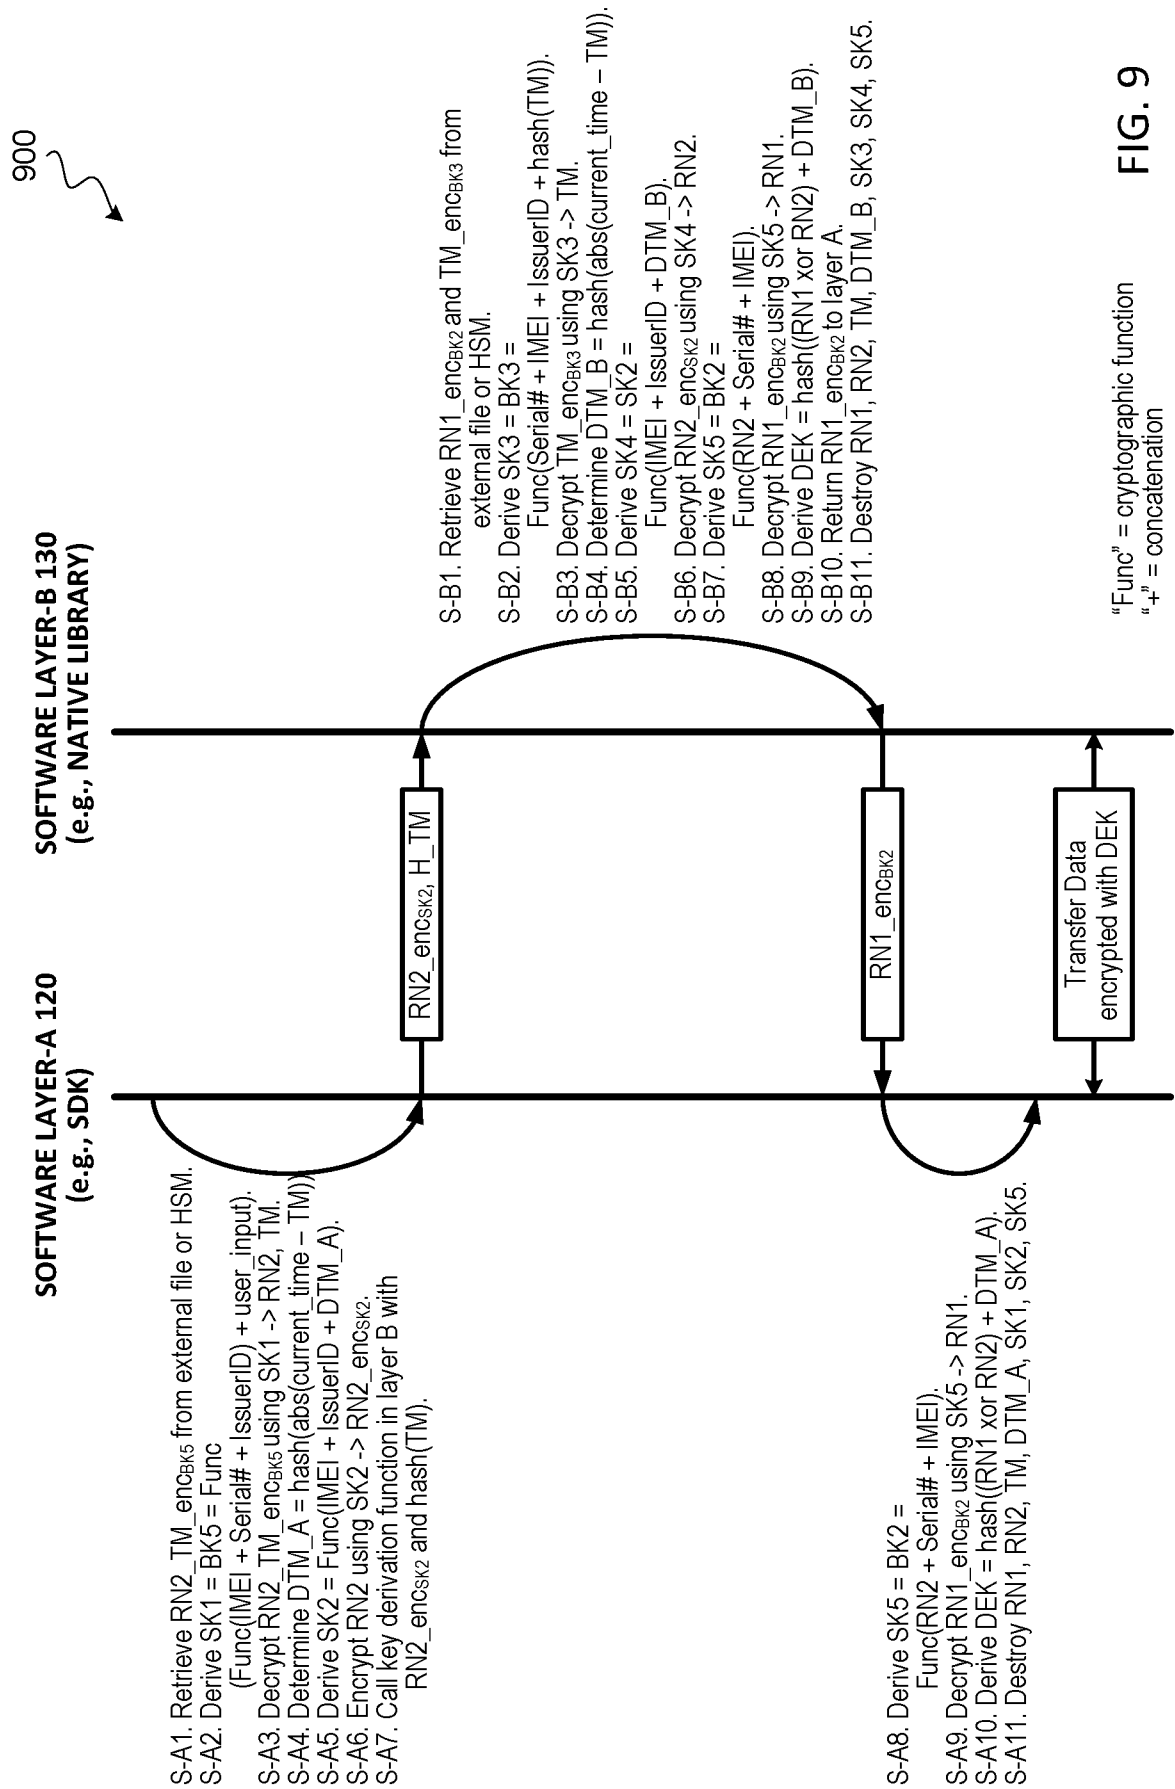 900
SOFTWARE LAYER-A 120
(e.g., SDK)
SOFTWARE LAYER-B 130
(e.g., NATIVE LIBRARY)
S-A1. Retrieve RN2_TM_encBK5 from external file or HSM.
S-A2. Derive SK1 = BK5 = Func
(Func(IMEI + Serial# + IssuerID) + user_input).
S-A3. Decrypt RN2_TM_encBK5 using SK1 -> RN2, TM.
S-A4. Determine DTM_A = hash(abs(current_time – TM))
S-A5. Derive SK2 = Func(IMEI + IssuerID + DTM_A).
S-A6. Encrypt RN2 using SK2 -> RN2_encSK2.
S-A7. Call key derivation function in layer B with
RN2_encSK2 and hash(TM).
RN2_encSK2, H_TM
S-B1. Retrieve RN1_encBK2 and TM_encBK3 from
external file or HSM.
S-B2. Derive SK3 = BK3 =
Func(Serial# + IMEI + IssuerID + hash(TM)).
S-B3. Decrypt TM_encBK3 using SK3 -> TM.
S-B4. Determine DTM_B = hash(abs(current_time – TM)).
S-B5. Derive SK4 = SK2 =
Func(IMEI + IssuerID + DTM_B).
S-B6. Decrypt RN2_encSK2 using SK4 -> RN2.
S-B7. Derive SK5 = BK2 =
Func(RN2 + Serial# + IMEI).
S-B8. Decrypt RN1_encBK2 using SK5 -> RN1.
S-B9. Derive DEK = hash((RN1 xor RN2) + DTM_B).
S-B10. Return RN1_encBK2 to layer A.
S-B11. Destroy RN1, RN2, TM, DTM_B, SK3, SK4, SK5.
RN1_encBK2
S-A8. Derive SK5 = BK2 =
Func(RN2 + Serial# + IMEI).
S-A9. Decrypt RN1_encBK2 using SK5 -> RN1.
S-A10. Derive DEK = hash((RN1 xor RN2) + DTM_A).
S-A11. Destroy RN1, RN2, TM, DTM_A, SK1, SK2, SK5.
Transfer Data
encrypted with DEK
“Func” = cryptographic function
“+” = concatenation
FIG. 9